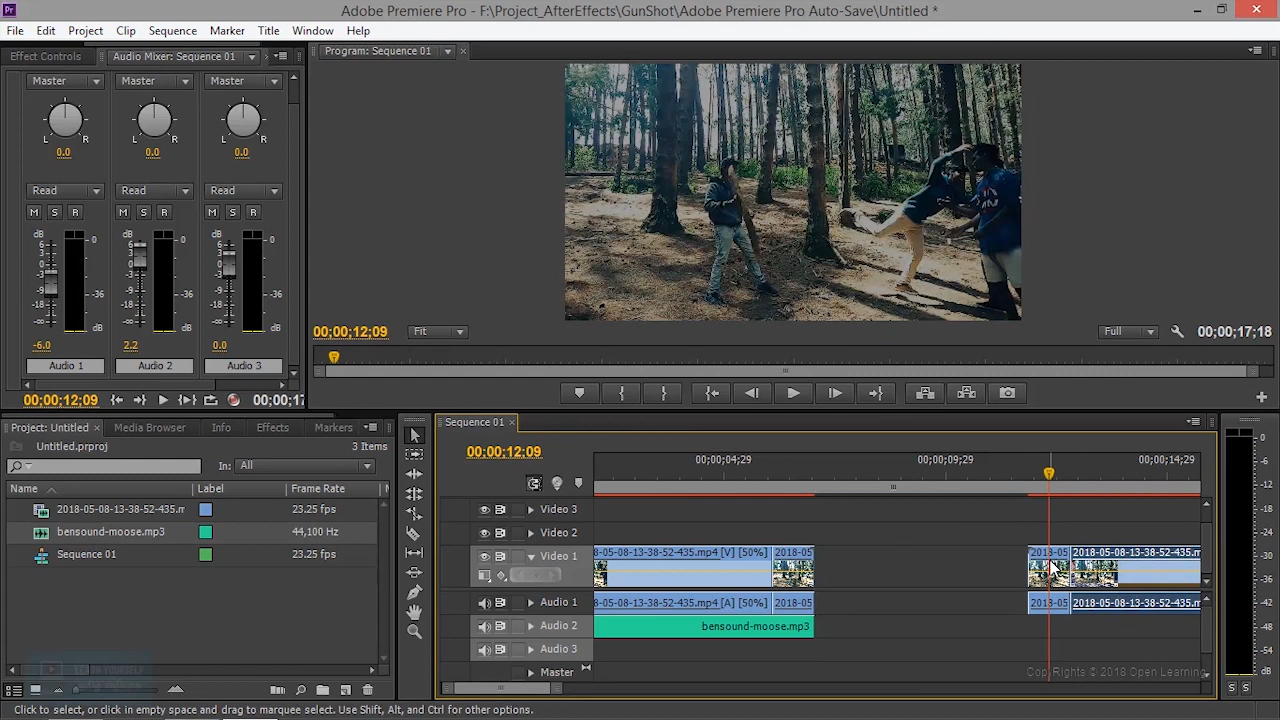 Pr Adobe Premiere Pro - F:\Project_AfterEffects\GunShot\Adobe Premiere Pro Auto-Save\Untitled *
File Edit Project Clip Sequence Marker Title Window Help
Effect Controls Audio Mixer: Sequence 01
Program: Sequence 01
Master Master Master
L R L R L R
0.0 0.0 0.0
Read Read Read
M S R M S R M S R
dB 0 dB 0 dB 0
6 6 6
3 3 3
0 0 0
-3 -3 -3
-9 -36 -9 -36 -9 -36
-18 -18 -18
-∞ dB -∞ dB -∞ dB
-6.0 2.2 0.0
Audio 1 Audio 2 Audio 3
00;00;12;09 00;00;17
00;00;12;09 Fit Full 00;00;17;18
Project: Untitled Media Browser Info Effects Markers
Untitled.prproj 3 Items
In: All
Name Label Frame Rate
2018-05-08-13-38-52-435.m 23.25 fps
bensound-moose.mp3 44,100 Hz
Sequence 01 23.25 fps
Sequence 01
00;00;12;09 00;00;04;29 00;00;09;29 00;00;14;29
Video 3
Video 2
Video 1 8-05-08-13-38-52-435.mp4 [V] [50%] 2018-05 2018-05 2018-05-08-13-38-52-435.m
Audio 1 8-05-08-13-38-52-435.mp4 [A] [50%] 2018-05 2018-05 2018-05-08-13-38-52-435.m
Audio 2 bensound-moose.mp3
Audio 3
Master
Copy Rights © 2018 Open Learning
0
-6
-12
-18
-24
-30
-36
-42
-48
-54
dB
S S
Click to select, or click in empty space and drag to marquee select. Use Shift, Alt, and Ctrl for other options.